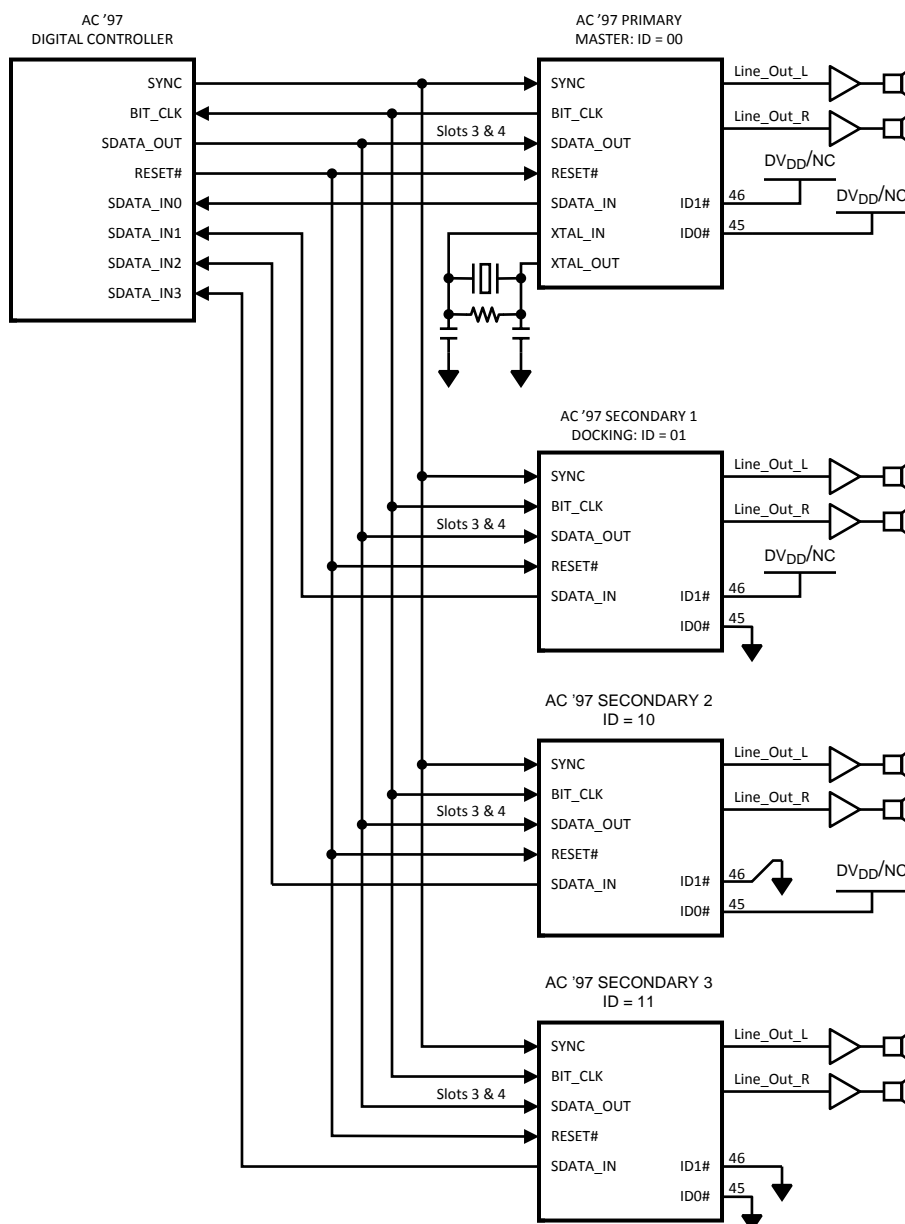 AC '97
DIGITAL CONTROLLER
SYNC
BIT_CLK
SDATA_OUT
RESET#
SDATA_IN0
SDATA_IN1
SDATA_IN2
SDATA_IN3
AC '97 PRIMARY
MASTER: ID = 00
SYNC
BIT_CLK
Slots 3 & 4
SDATA_OUT
RESET#
SDATA_IN
XTAL_IN
XTAL_OUT
Line_Out_L
Line_Out_R
DVDD/NC
ID1#
46
DVDD/NC
ID0#
45
AC '97 SECONDARY 1
DOCKING: ID = 01
SYNC
BIT_CLK
Slots 3 & 4
SDATA_OUT
RESET#
SDATA_IN
Line_Out_L
Line_Out_R
DVDD/NC
ID1#
46
ID0#
45
AC '97 SECONDARY 2
ID = 10
SYNC
BIT_CLK
Slots 3 & 4
SDATA_OUT
RESET#
SDATA_IN
Line_Out_L
Line_Out_R
ID1#
46
DVDD/NC
ID0#
45
AC '97 SECONDARY 3
ID = 11
SYNC
BIT_CLK
Slots 3 & 4
SDATA_OUT
RESET#
SDATA_IN
Line_Out_L
Line_Out_R
ID1#
46
ID0#
45